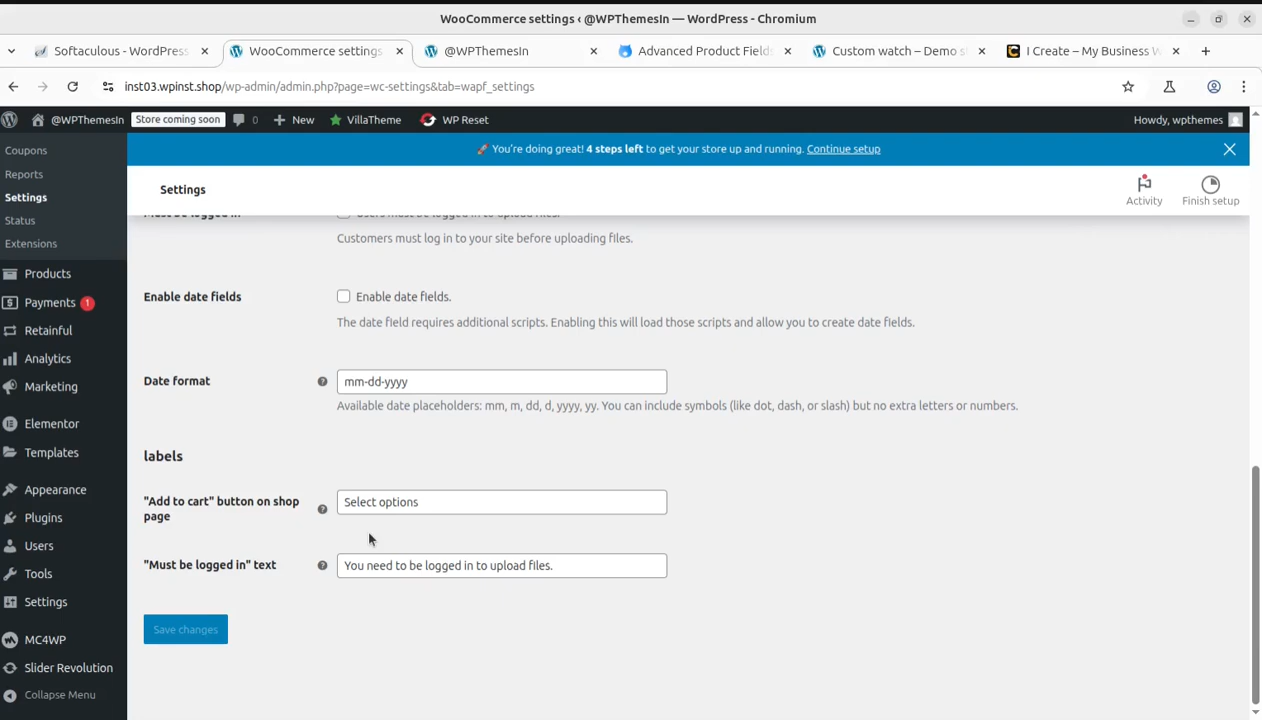 WooCommerce settings ‹ @WPThemesIn — WordPress - Chromium
Softaculous - WordPress
WooCommerce settings
@WPThemesIn
Advanced Product Fields
Custom watch – Demo s
I Create – My Business W
inst03.wpinst.shop/wp-admin/admin.php?page=wc-settings&tab=wapf_settings
@WPThemesIn
Store coming soon
0
New
VillaTheme
WP Reset
Howdy, wpthemes
🚀 You're doing great! 4 steps left to get your store up and running. Continue setup
Settings
Activity
Finish setup
Coupons
Reports
Settings
Status
Extensions
Products
Payments 1
Retainful
Analytics
Marketing
Elementor
Templates
Appearance
Plugins
Users
Tools
Settings
MC4WP
Slider Revolution
Collapse Menu
Must be logged in
Users must be logged in to upload files.
Customers must log in to your site before uploading files.
Enable date fields
Enable date fields.
The date field requires additional scripts. Enabling this will load those scripts and allow you to create date fields.
Date format
mm-dd-yyyy
Available date placeholders: mm, m, dd, d, yyyy, yy. You can include symbols (like dot, dash, or slash) but no extra letters or numbers.
labels
"Add to cart" button on shop
page
Select options
"Must be logged in" text
You need to be logged in to upload files.
Save changes